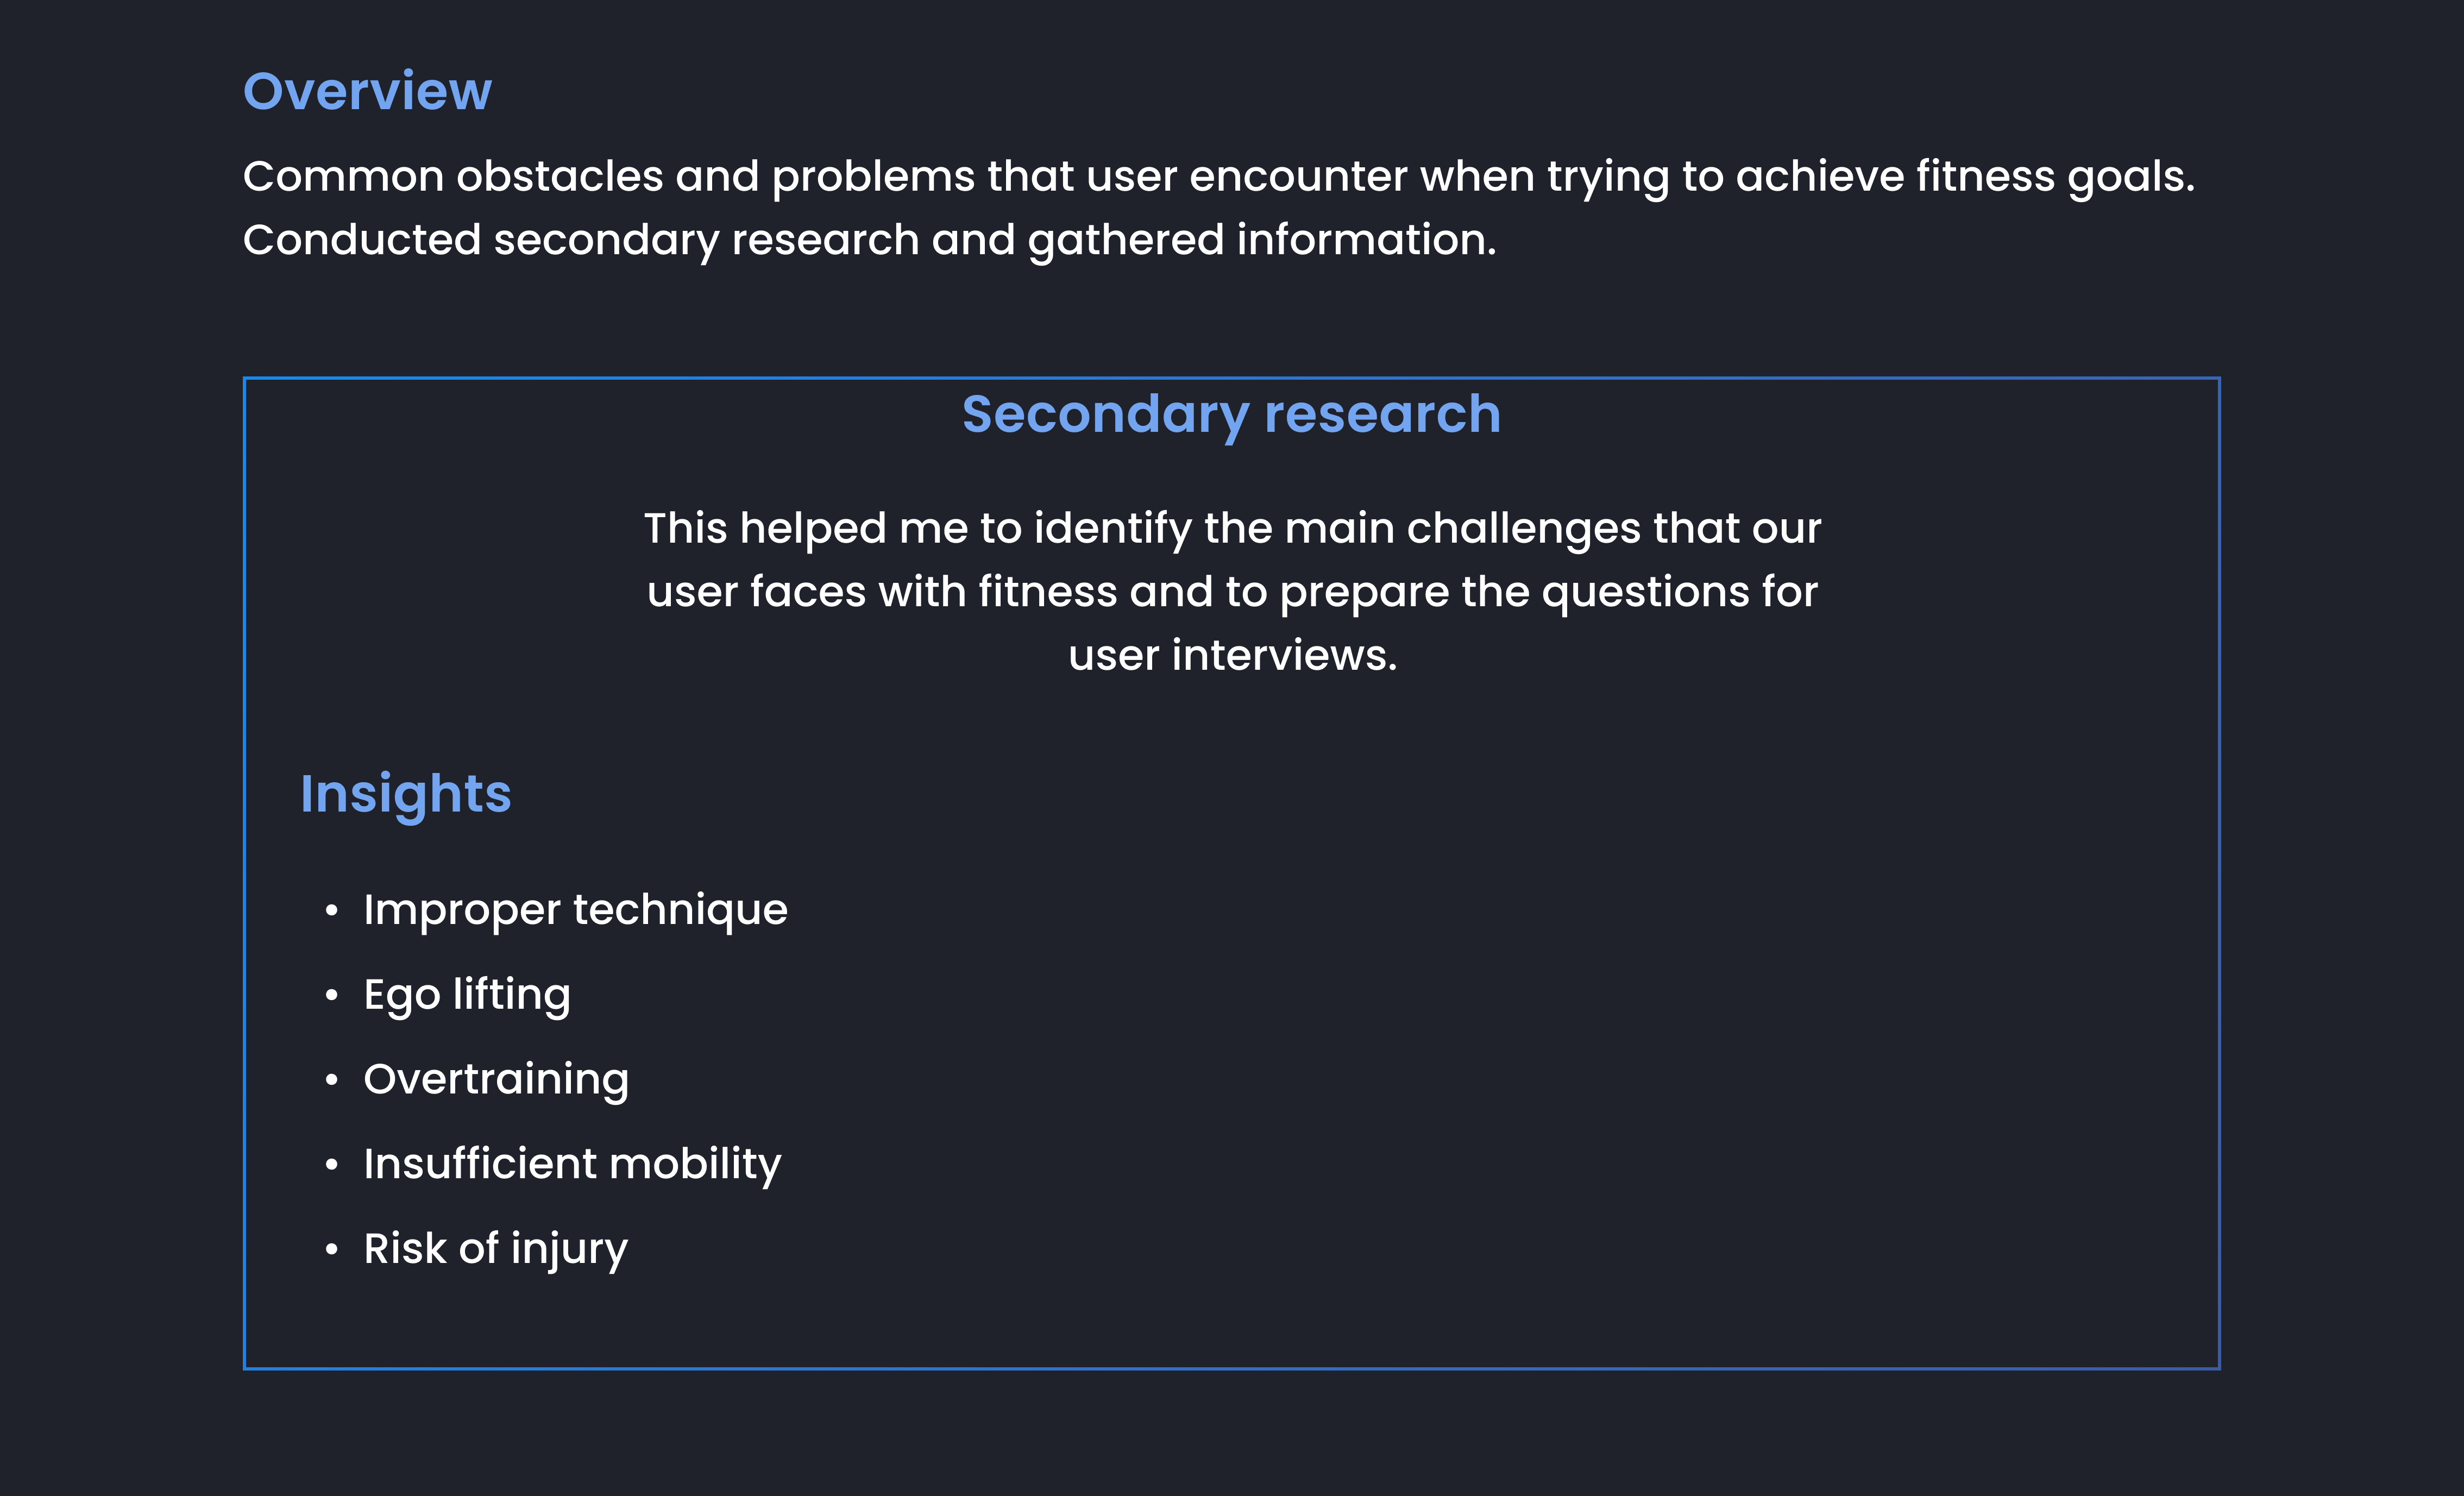 Overview
Common obstacles and problems that user encounter when trying to achieve fitness goals.
Conducted secondary research and gathered information.
Secondary research
This helped me to identify the main challenges that our
user faces with fitness and to prepare the questions for
user interviews.
Insights
• Improper technique
• Ego lifting
• Overtraining
• Insufficient mobility
• Risk of injury